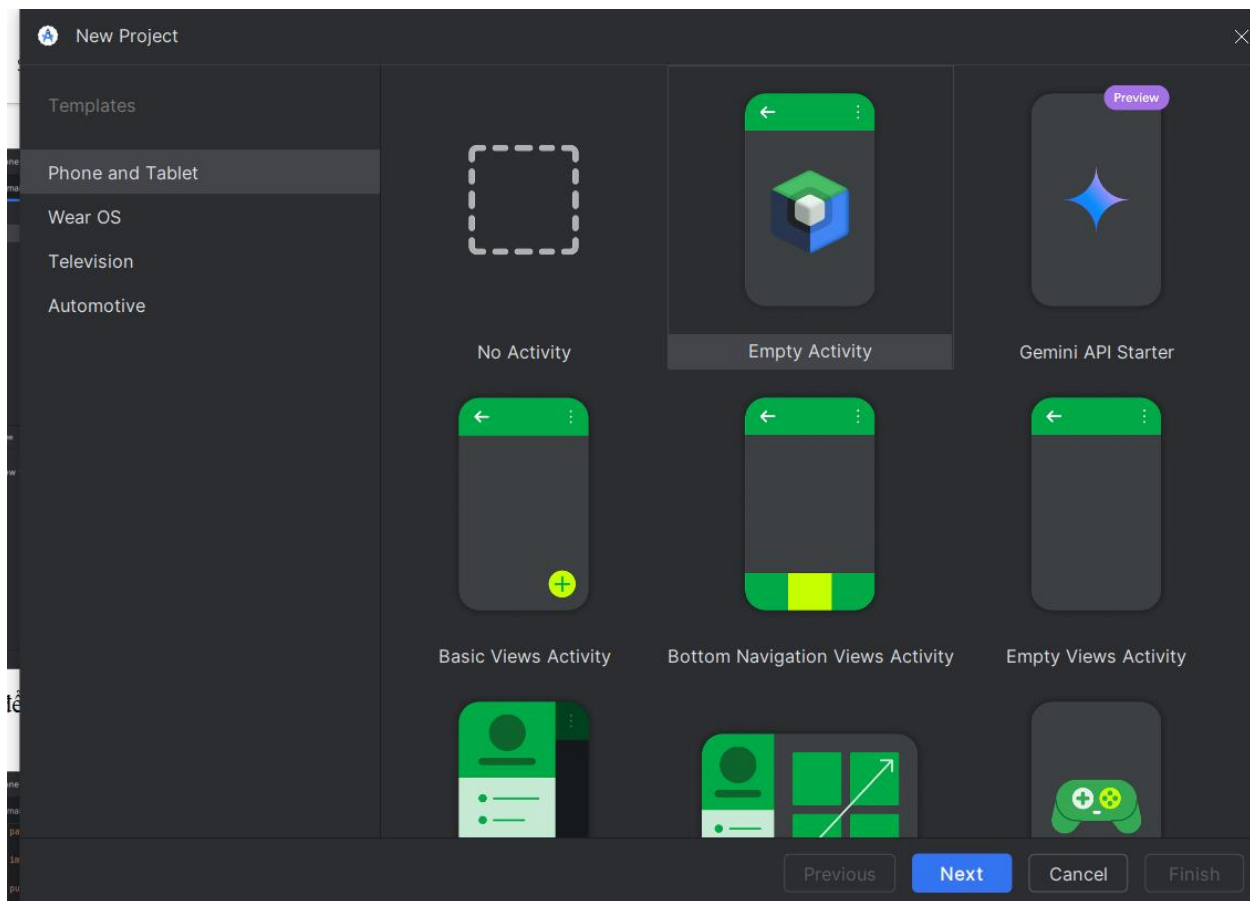 New Project
Templates
Phone and Tablet
Wear OS
Television
Automotive
Preview
No Activity
Empty Activity
Gemini API Starter
Basic Views Activity
Bottom Navigation Views Activity
Empty Views Activity
Previous
Next
Cancel
Finish